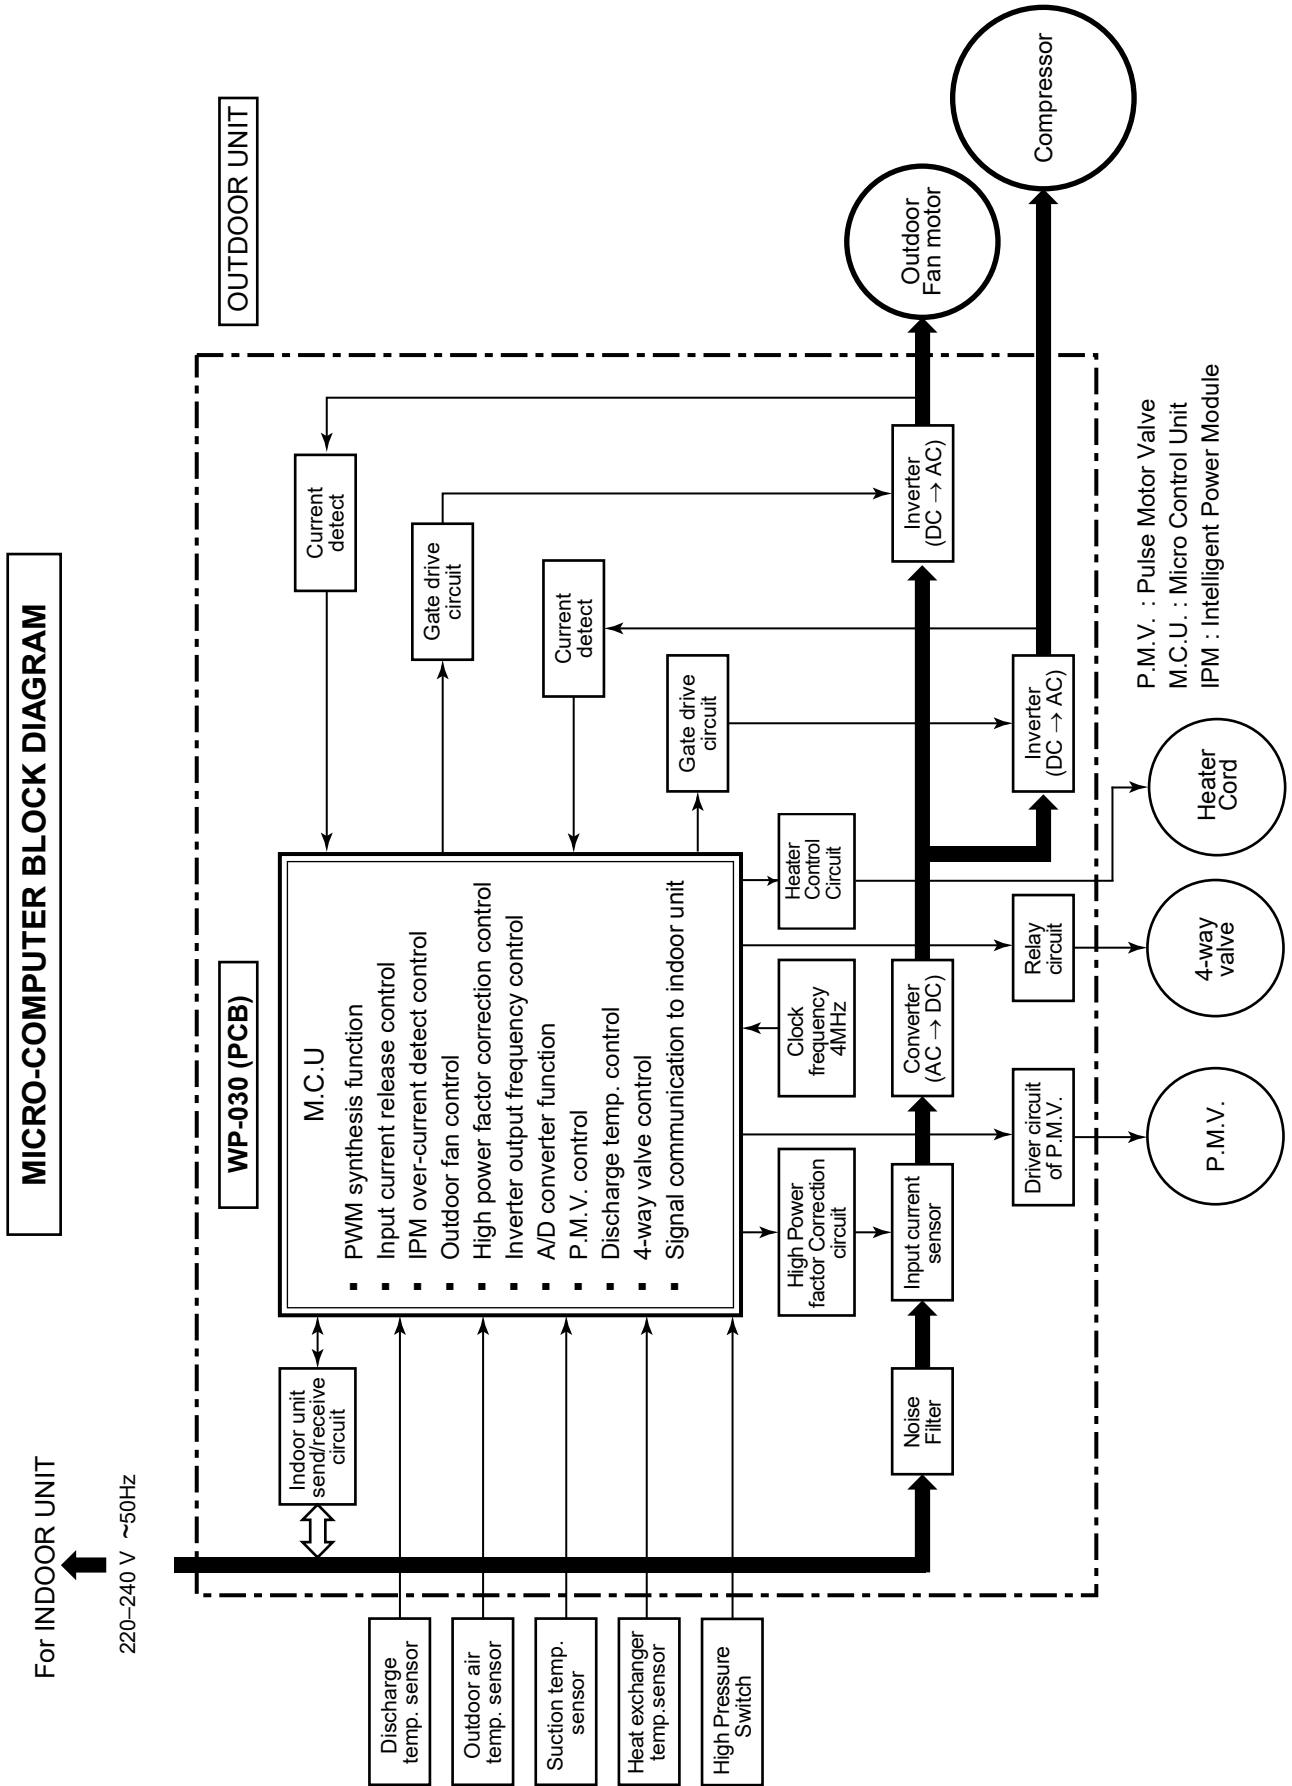 MICRO-COMPUTER BLOCK DIAGRAM
For INDOOR UNIT
220–240 V ~50Hz
WP-030 (PCB)
OUTDOOR UNIT
Indoor unit
send/receive
circuit
M.C.U
▪ PWM synthesis function
▪ Input current release control
▪ IPM over-current detect control
▪ Outdoor fan control
▪ High power factor correction control
▪ Inverter output frequency control
▪ A/D converter function
▪ P.M.V. control
▪ Discharge temp. control
▪ 4-way valve control
▪ Signal communication to indoor unit
Current
detect
Gate drive
circuit
Current
detect
Gate drive
circuit
Discharge
temp. sensor
Outdoor air
temp. sensor
Suction temp.
sensor
Heat exchanger
temp.sensor
High Pressure
Switch
High Power
factor Correction
circuit
Clock
frequency
4MHz
Heater
Control
Circuit
Noise
Filter
Input current
sensor
Converter
(AC → DC)
Inverter
(DC → AC)
Outdoor
Fan motor
Driver circuit
of P.M.V.
Relay
circuit
Inverter
(DC → AC)
Compressor
P.M.V.
4-way
valve
Heater
Cord
P.M.V. : Pulse Motor Valve
M.C.U. : Micro Control Unit
IPM : Intelligent Power Module